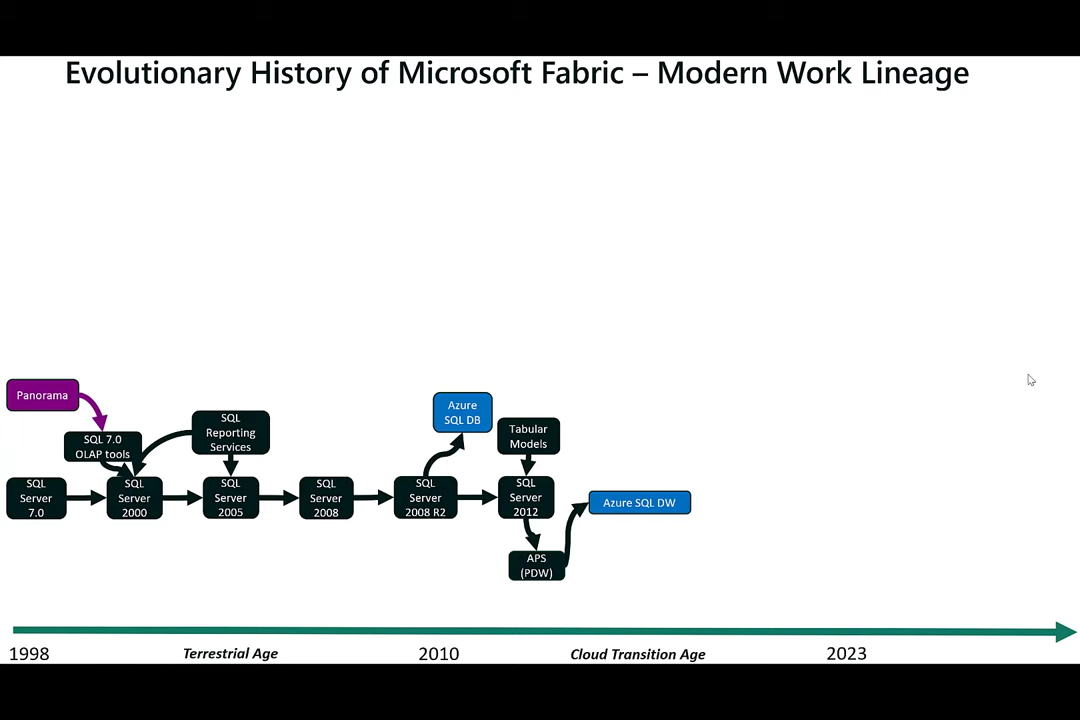 Evolutionary History of Microsoft Fabric – Modern Work Lineage
Panorama
SQL 7.0
OLAP tools
SQL
Reporting
Services
Azure
SQL DB
Tabular
Models
SQL
Server
7.0
SQL
Server
2000
SQL
Server
2005
SQL
Server
2008
SQL
Server
2008 R2
SQL
Server
2012
Azure SQL DW
APS
(PDW)
1998
Terrestrial Age
2010
Cloud Transition Age
2023